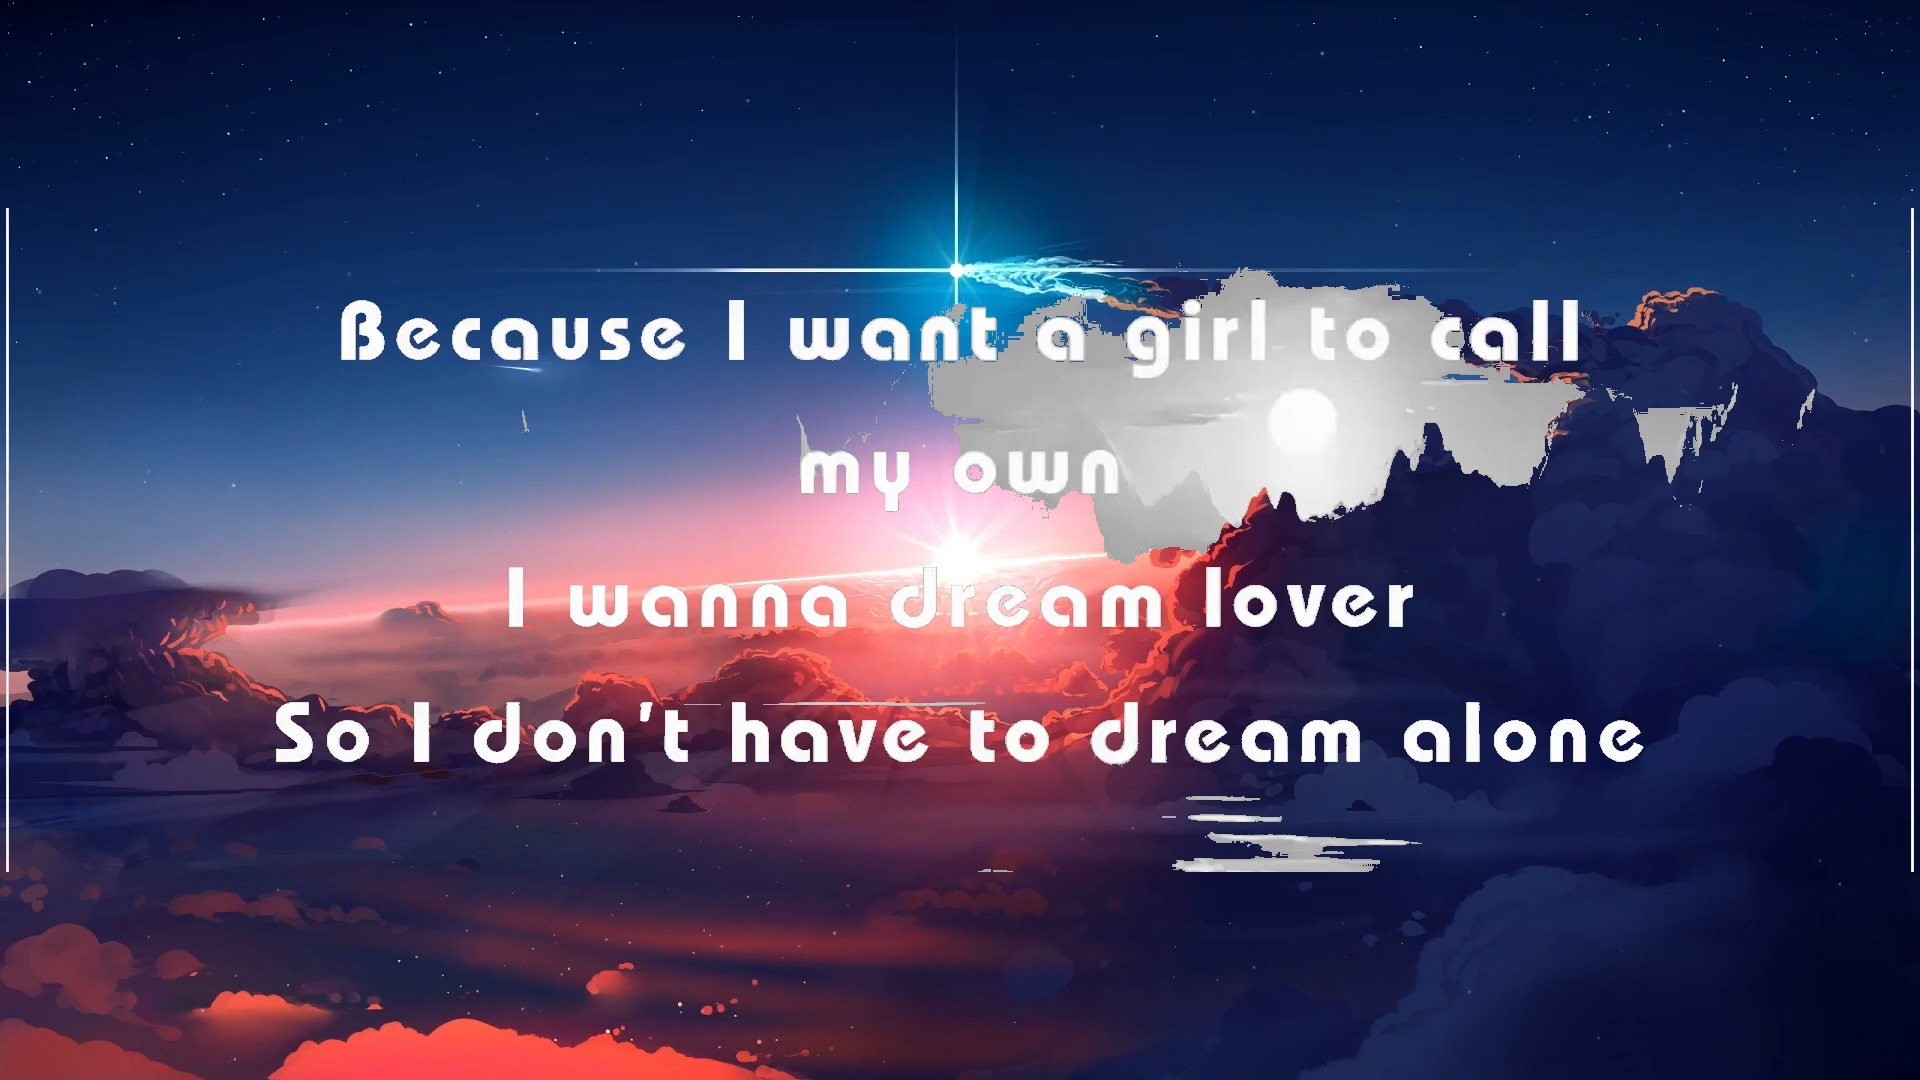 Because I want a girl to call
my own
I wanna dream lover
So I don't have to dream alone